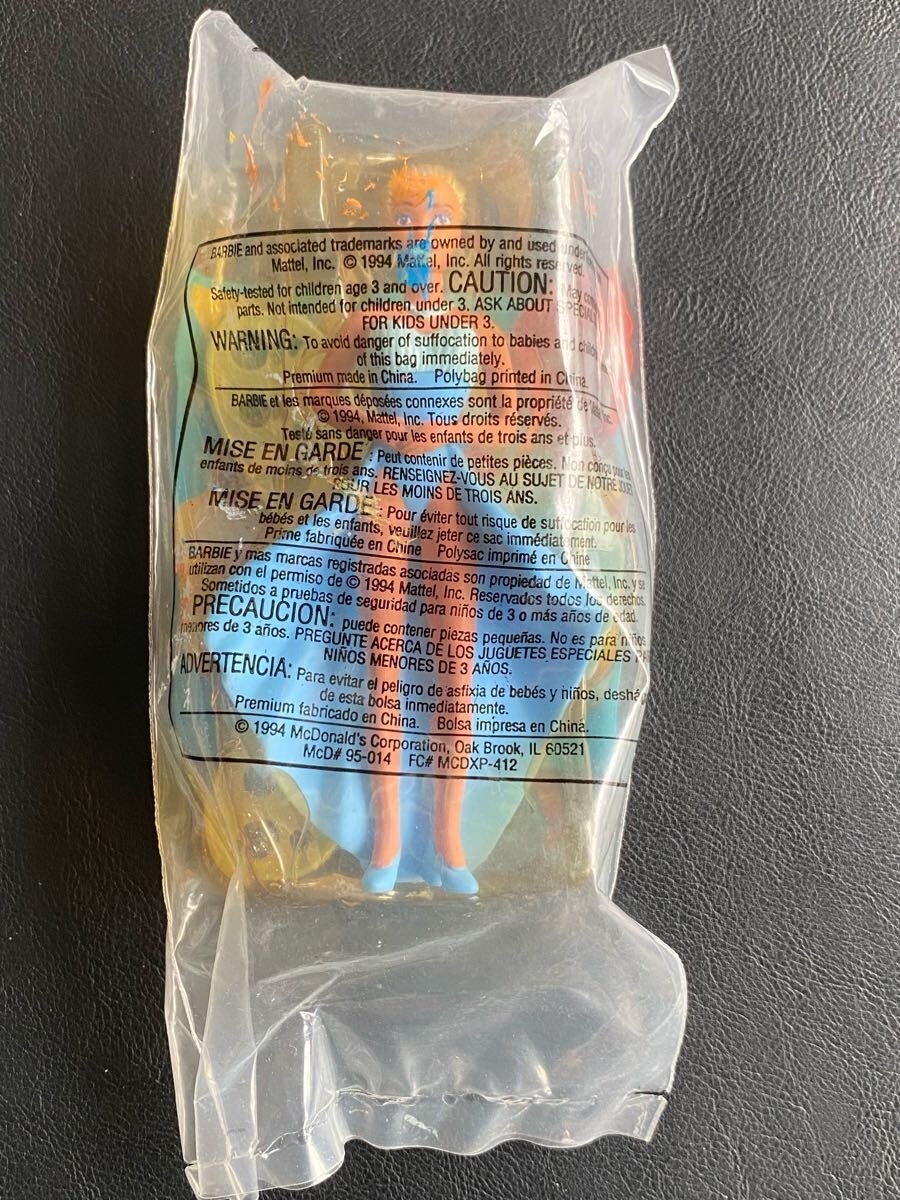 BARBIE and associated trademarks are owned by and used under
Mattel, Inc. © 1994 Mattel, Inc. All rights reserved.
Safety-tested for children age 3 and over. CAUTION: May
parts. Not intended for children under 3. ASK ABOUT SPECIAL
FOR KIDS UNDER 3.
WARNING: To avoid danger of suffocation to babies and
of this bag immediately.
Premium made in China. Polybag printed in China.
BARBIE et les marques déposées connexes sont la propriété de Inc.
© 1994, Mattel, Inc. Tous droits réservés.
Testé sans danger pour les enfants de trois ans et plus.
MISE EN GARDE : Peut contenir de petites pièces. Non conçu pour les
enfants de moins de trois ans. RENSEIGNEZ-VOUS AU SUJET DE NOTRE
POUR LES MOINS DE TROIS ANS.
MISE EN GARDE : Pour éviter tout risque de suffocation pour les
bébés et les enfants, veuillez jeter ce sac immédiatement.
Prime fabriquée en Chine Polysac imprimé en Chine
BARBIE y mas marcas registradas asociadas son propiedad de Mattel, Inc. y se
utilizan con el permiso de © 1994 Mattel, Inc. Reservados todos los derechos.
Sometidos a pruebas de seguridad para niños de 3 o más años de edad.
PRECAUCION: puede contener piezas pequeñas. No es para niños
menores de 3 años. PREGUNTE ACERCA DE LOS JUGUETES ESPECIALES
NIÑOS MENORES DE 3 AÑOS.
ADVERTENCIA: Para evitar el peligro de asfixia de bebés y niños,
de esta bolsa inmediatamente.
Premium fabricado en China. Bolsa impresa en China.
© 1994 McDonald's Corporation, Oak Brook, IL 60521
McD# 95-014 FC# MCDXP-412